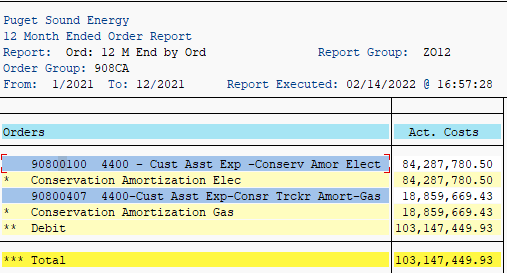 Puget Sound Energy
12 Month Ended Order Report
Report: Ord: 12 M End by Ord Report Group: ZO12
Order Group: 908CA
From: 1/2021 To: 12/2021 Report Executed: 02/14/2022 @ 16:57:28
Orders Act. Costs
90800100 4400 - Cust Asst Exp -Conserv Amor Elect 84,287,780.50
* Conservation Amortization Elec 84,287,780.50
90800407 4400-Cust Asst Exp-Consr Trckr Amort-Gas 18,859,669.43
* Conservation Amortization Gas 18,859,669.43
** Debit 103,147,449.93
*** Total 103,147,449.93